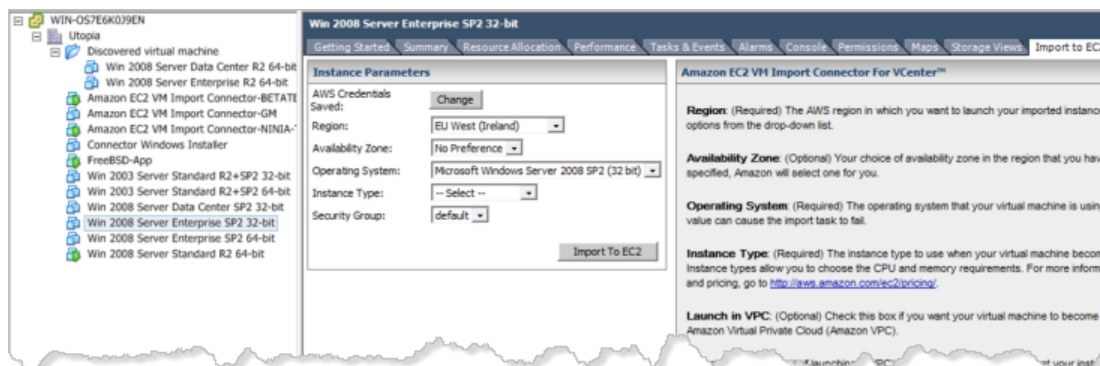 WIN-OS7E6K0J9EN
Utopia
Discovered virtual machine
Win 2008 Server Data Center R2 64-bit
Win 2008 Server Enterprise R2 64-bit
Amazon EC2 VM Import Connector-BETATE
Amazon EC2 VM Import Connector-GM
Amazon EC2 VM Import Connector-NINIA-
Connector Windows Installer
FreeBSD-App
Win 2003 Server Standard R2+SP2 32-bit
Win 2003 Server Standard R2+SP2 64-bit
Win 2008 Server Data Center SP2 32-bit
Win 2008 Server Enterprise SP2 32-bit
Win 2008 Server Enterprise SP2 64-bit
Win 2008 Server Standard R2 64-bit
Win 2008 Server Enterprise SP2 32-bit
Getting Started Summary Resource Allocation Performance Tasks & Events Alarms Console Permissions Maps Storage Views Import to EC2
Instance Parameters
AWS Credentials
Saved: Change
Region: EU West (Ireland)
Availability Zone: No Preference
Operating System: Microsoft Windows Server 2008 SP2 (32 bit)
Instance Type: -- Select --
Security Group: default
Import To EC2
Amazon EC2 VM Import Connector For VCenter™
Region: (Required) The AWS region in which you want to launch your imported instance
options from the drop-down list.
Availability Zone: (Optional) Your choice of availability zone in the region that you hav
specified, Amazon will select one for you.
Operating System: (Required) The operating system that your virtual machine is using
value can cause the import task to fail.
Instance Type: (Required) The instance type to use when your virtual machine becom
Instance types allow you to choose the CPU and memory requirements. For more inform
and pricing, go to http://aws.amazon.com/ec2/pricing/.
Launch in VPC: (Optional) Check this box if you want your virtual machine to become
Amazon Virtual Private Cloud (Amazon VPC).